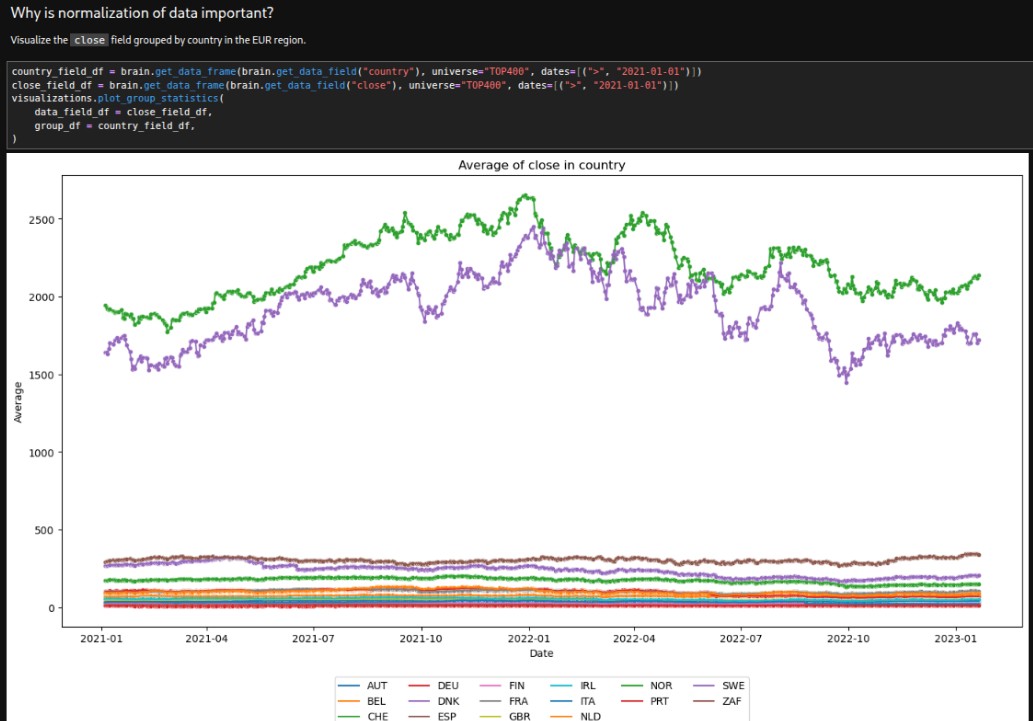 Why is normalization of data important?
Visualize the close field grouped by country in the EUR region.
country_field_df = brain.get_data_frame(brain.get_data_field("country"), universe="TOP400", dates=[(">", "2021-01-01")])
close_field_df = brain.get_data_frame(brain.get_data_field("close"), universe="TOP400", dates=[(">", "2021-01-01")])
visualizations.plot_group_statistics(
    data_field_df = close_field_df,
    group_df = country_field_df,
)
Average of close in country
2500
2000
1500
1000
500
0
Average
2021-01 2021-04 2021-07 2021-10 2022-01 2022-04 2022-07 2022-10 2023-01
Date
AUT DEU FIN IRL NOR SWE
BEL DNK FRA ITA PRT ZAF
CHE ESP GBR NLD